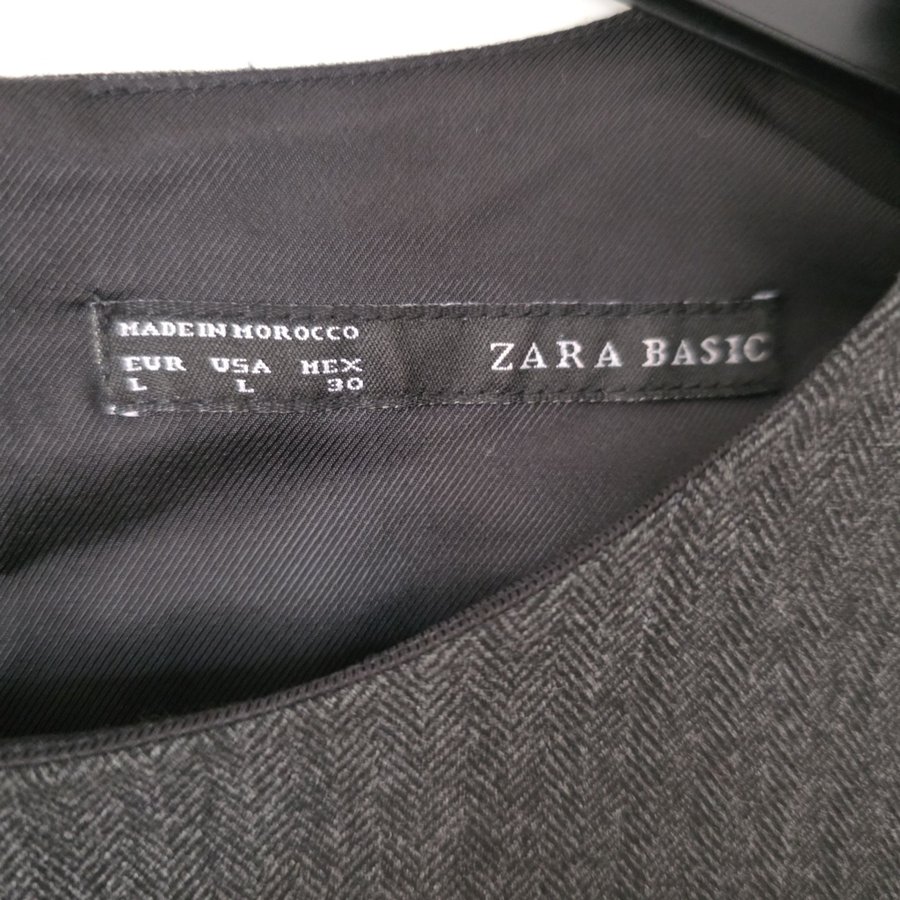 MADE IN MOROCCO
EUR USA MEX
L L 30
ZARA BASIC